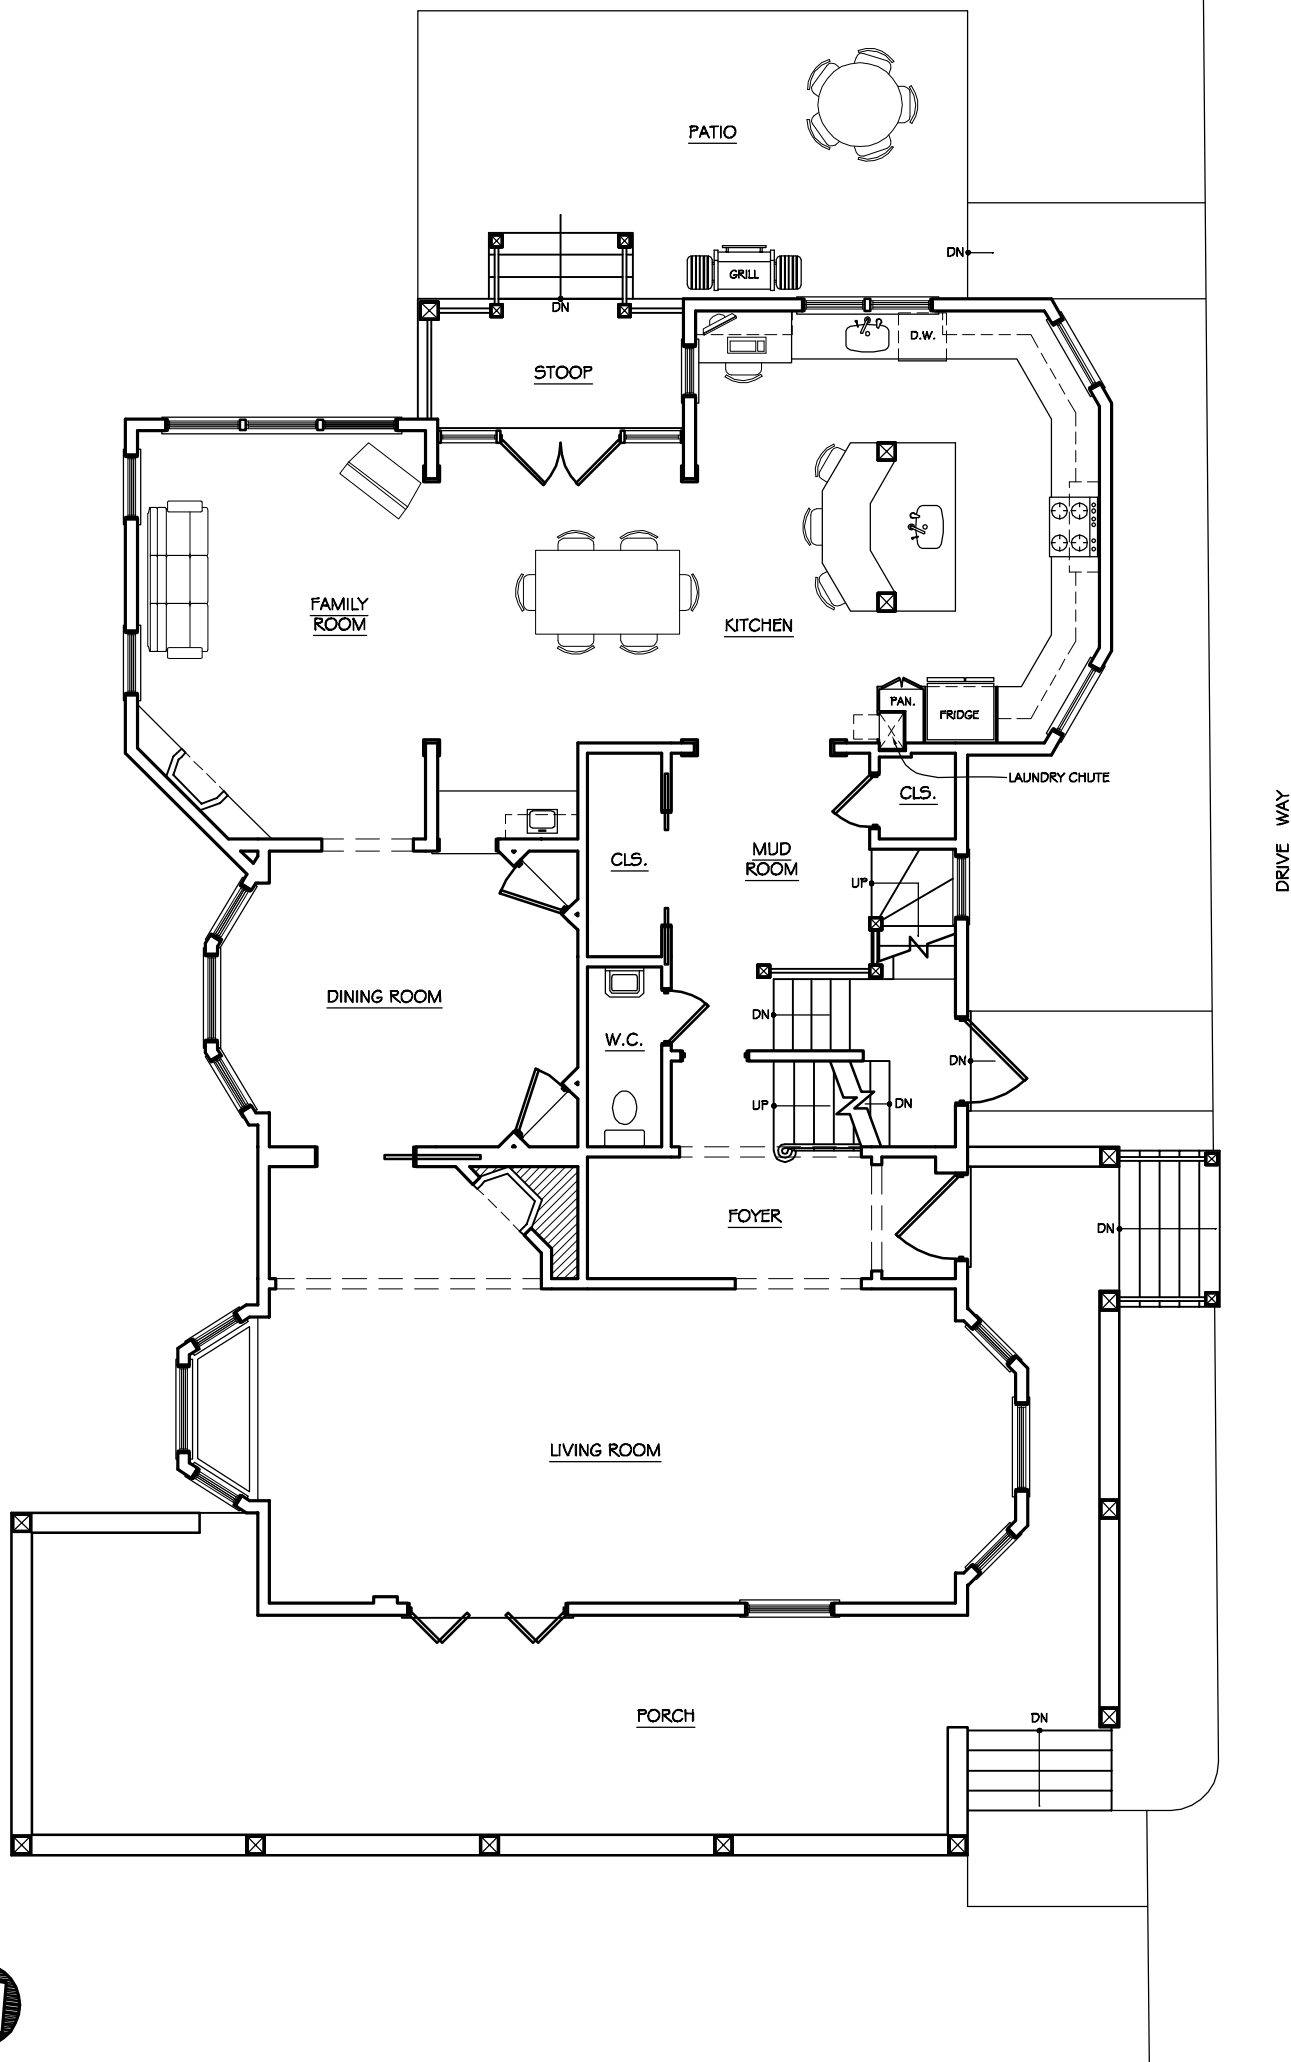 PATIO
DN
GRILL
DN
D.W.
STOOP
FAMILY
ROOM
KITCHEN
PAN.
FRIDGE
LAUNDRY CHUTE
CLS.
DRIVE WAY
MUD
ROOM
CLS.
UP
DINING ROOM
DN
W.C.
DN
UP
DN
FOYER
DN
LIVING ROOM
PORCH
DN